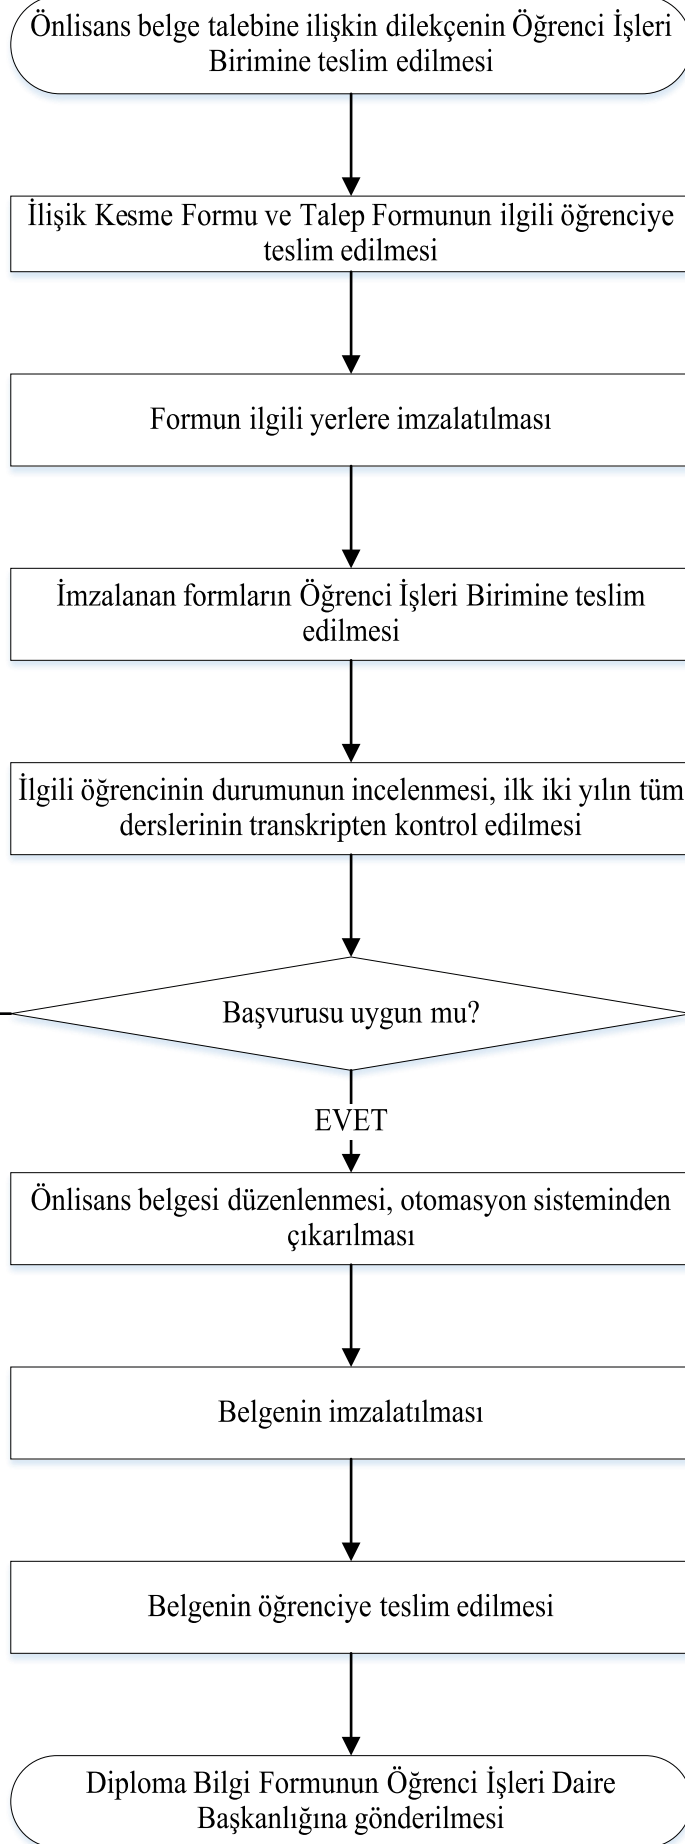 Önlisans belge talebine ilişkin dilekçenin Öğrenci İşleri
Birimine teslim edilmesi
İlişik Kesme Formu ve Talep Formunun ilgili öğrenciye
teslim edilmesi
Formun ilgili yerlere imzalatılması
İmzalanan formların Öğrenci İşleri Birimine teslim
edilmesi
İlgili öğrencinin durumunun incelenmesi, ilk iki yılın tüm
derslerinin transkripten kontrol edilmesi
Başvurusu uygun mu?
EVET
Önlisans belgesi düzenlenmesi, otomasyon sisteminden
çıkarılması
Belgenin imzalatılması
Belgenin öğrenciye teslim edilmesi
Diploma Bilgi Formunun Öğrenci İşleri Daire
Başkanlığına gönderilmesi